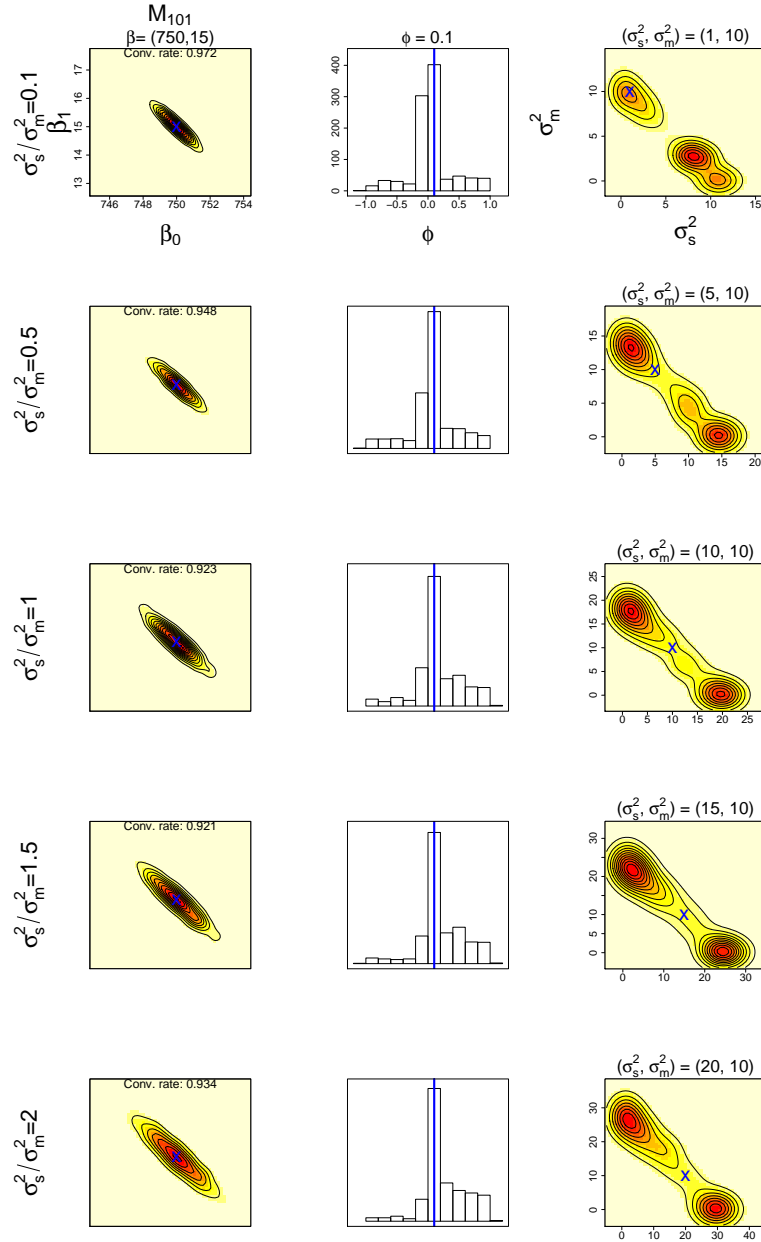 M₁₀₁
β= (750,15)
φ = 0.1
(σₛ², σₘ²) = (1, 10)
Conv. rate: 0.972
σₛ²/σₘ²=0.1
β₁
13 14 15 16 17
746 748 750 752 754
β₀
0 100 200 300 400
−1.0 −0.5 0.0 0.5 1.0
φ
σₘ²
0 5 10
0 5 10 15
σₛ²
X
X
(σₛ², σₘ²) = (5, 10)
Conv. rate: 0.948
σₛ²/σₘ²=0.5
0 5 10 15
0 5 10 15 20
X
X
(σₛ², σₘ²) = (10, 10)
Conv. rate: 0.923
σₛ²/σₘ²=1
0 5 10 15 20 25
0 5 10 15 20 25
X
X
(σₛ², σₘ²) = (15, 10)
Conv. rate: 0.921
σₛ²/σₘ²=1.5
0 10 20 30
0 10 20 30
X
X
(σₛ², σₘ²) = (20, 10)
Conv. rate: 0.934
σₛ²/σₘ²=2
0 10 20 30
0 10 20 30 40
X
X